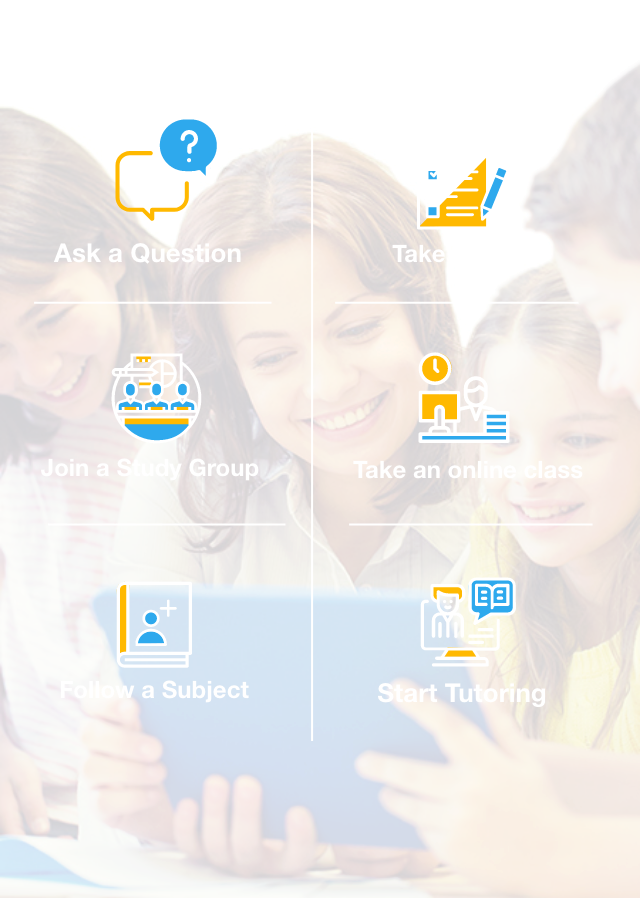 Ask a Question
Take
Join a Study Group
Take an online class
Follow a Subject
Start Tutoring